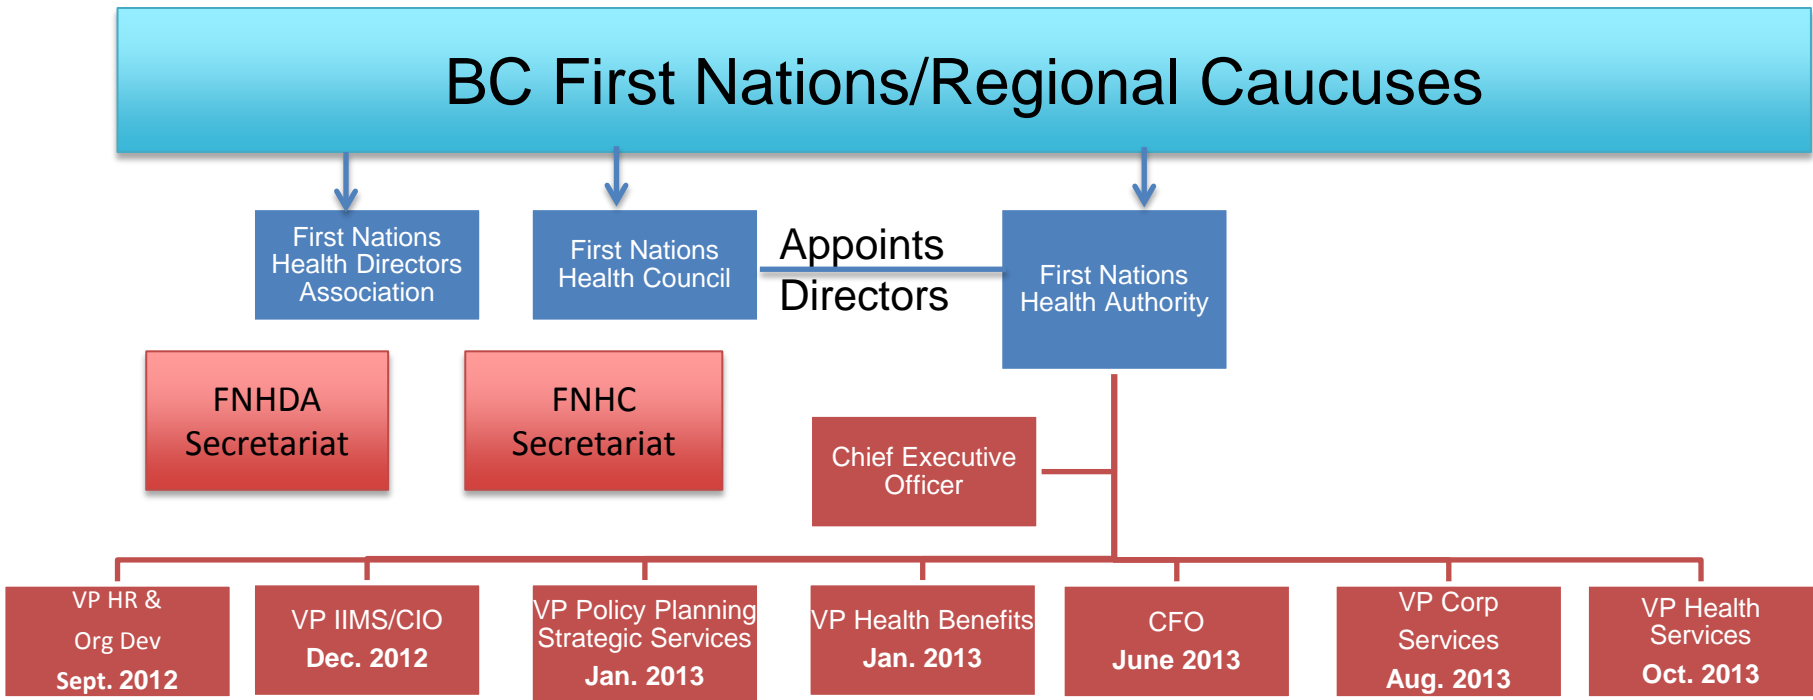 BC First Nations/Regional Caucuses
First Nations
Health Directors
Association
First Nations
Health Council
Appoints
Directors
First Nations
Health Authority
FNHDA
Secretariat
FNHC
Secretariat
Chief Executive
Officer
VP HR &
Org Dev
Sept. 2012
VP IIMS/CIO
Dec. 2012
VP Policy Planning
Strategic Services
Jan. 2013
VP Health Benefits
Jan. 2013
CFO
June 2013
VP Corp
Services
Aug. 2013
VP Health
Services
Oct. 2013